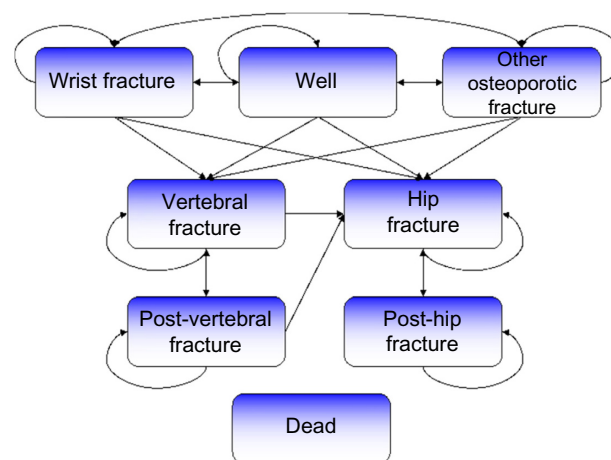 Wrist fracture
Well
Other
osteoporotic
fracture
Vertebral
fracture
Hip
fracture
Post-vertebral
fracture
Post-hip
fracture
Dead